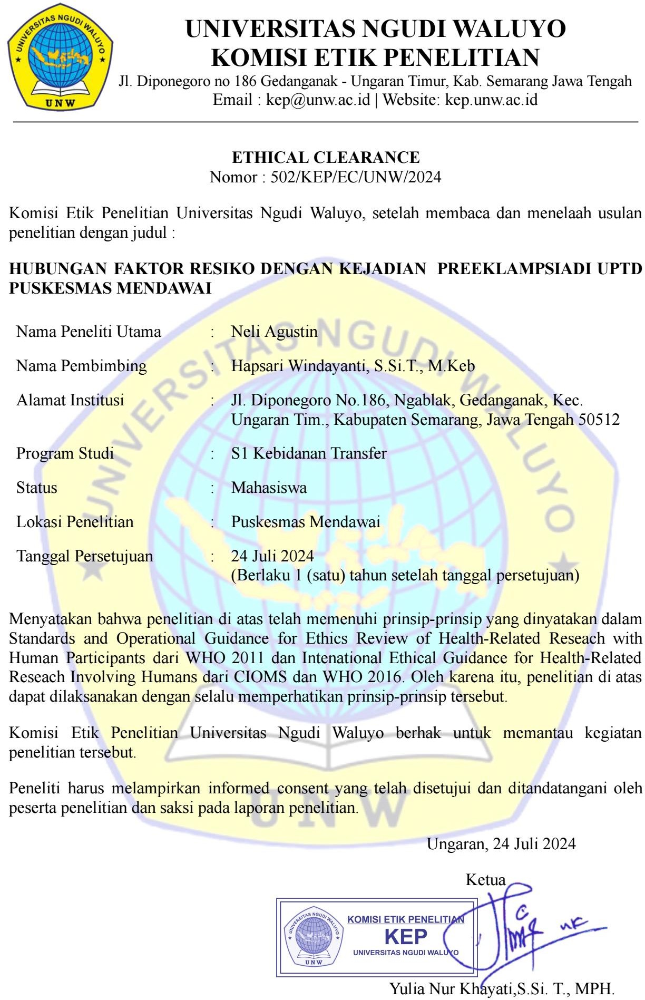 UNIVERSITAS NGUDI WALUYO
UNW
UNIVERSITAS NGUDI WALUYO
KOMISI ETIK PENELITIAN
Jl. Diponegoro no 186 Gedanganak - Ungaran Timur, Kab. Semarang Jawa Tengah
Email : kep@unw.ac.id | Website: kep.unw.ac.id
ETHICAL CLEARANCE
Nomor : 502/KEP/EC/UNW/2024
Komisi Etik Penelitian Universitas Ngudi Waluyo, setelah membaca dan menelaah usulan
penelitian dengan judul :
HUBUNGAN FAKTOR RESIKO DENGAN KEJADIAN PREEKLAMPSIADI UPTD
PUSKESMAS MENDAWAI
UNIVERSITAS NGUDI WALUYO
Nama Peneliti Utama : Neli Agustin
Nama Pembimbing : Hapsari Windayanti, S.Si.T., M.Keb
Alamat Institusi : Jl. Diponegoro No.186, Ngablak, Gedanganak, Kec.
Ungaran Tim., Kabupaten Semarang, Jawa Tengah 50512
Program Studi : S1 Kebidanan Transfer
Status : Mahasiswa
Lokasi Penelitian : Puskesmas Mendawai
Tanggal Persetujuan : 24 Juli 2024
(Berlaku 1 (satu) tahun setelah tanggal persetujuan)
Menyatakan bahwa penelitian di atas telah memenuhi prinsip-prinsip yang dinyatakan dalam
Standards and Operational Guidance for Ethics Review of Health-Related Reseach with
Human Participants dari WHO 2011 dan Intenational Ethical Guidance for Health-Related
Reseach Involving Humans dari CIOMS dan WHO 2016. Oleh karena itu, penelitian di atas
dapat dilaksanakan dengan selalu memperhatikan prinsip-prinsip tersebut.
Komisi Etik Penelitian Universitas Ngudi Waluyo berhak untuk memantau kegiatan
penelitian tersebut.
Peneliti harus melampirkan informed consent yang telah disetujui dan ditandatangani oleh
peserta penelitian dan saksi pada laporan penelitian.
UNW
Ungaran, 24 Juli 2024
Ketua
UNIVERSITAS NGUDI WALUYO
UNW
KOMISI ETIK PENELITIAN
KEP
UNIVERSITAS NGUDI WALUYO
Yulia Nur Khayati,S.Si. T., MPH.